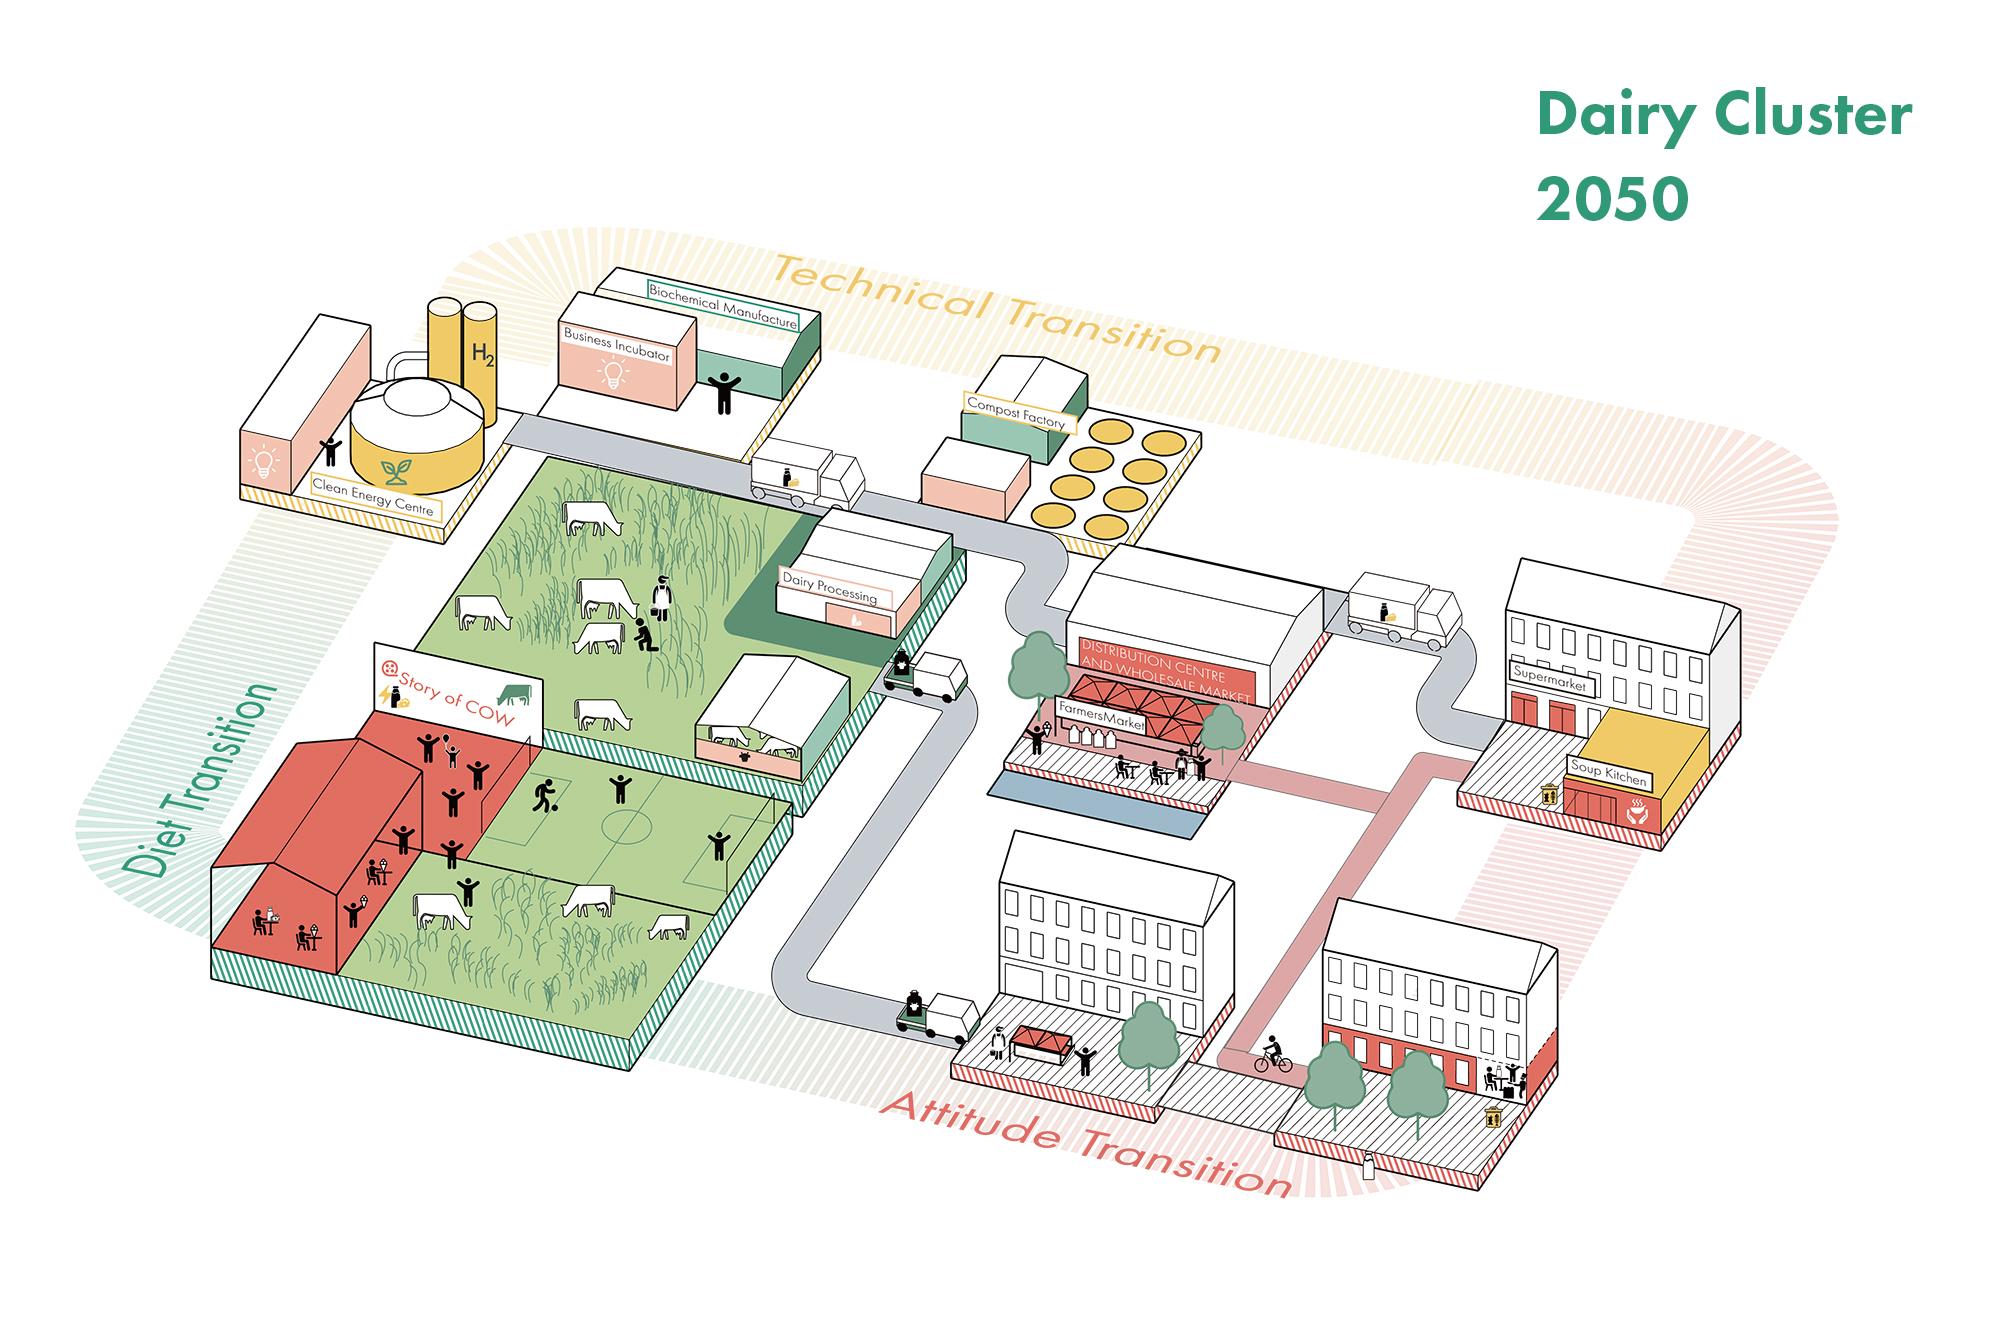 Dairy Cluster
2050
Technical Transition
Biochemical Manufacture
Business Incubator
H2
Compost Factory
Clean Energy Centre
Dairy Processing
DISTRIBUTION CENTRE
AND WHOLESALE MARKET
FarmersMarket
Supermarket
Soup Kitchen
Story of COW
Diet Transition
Attitude Transition